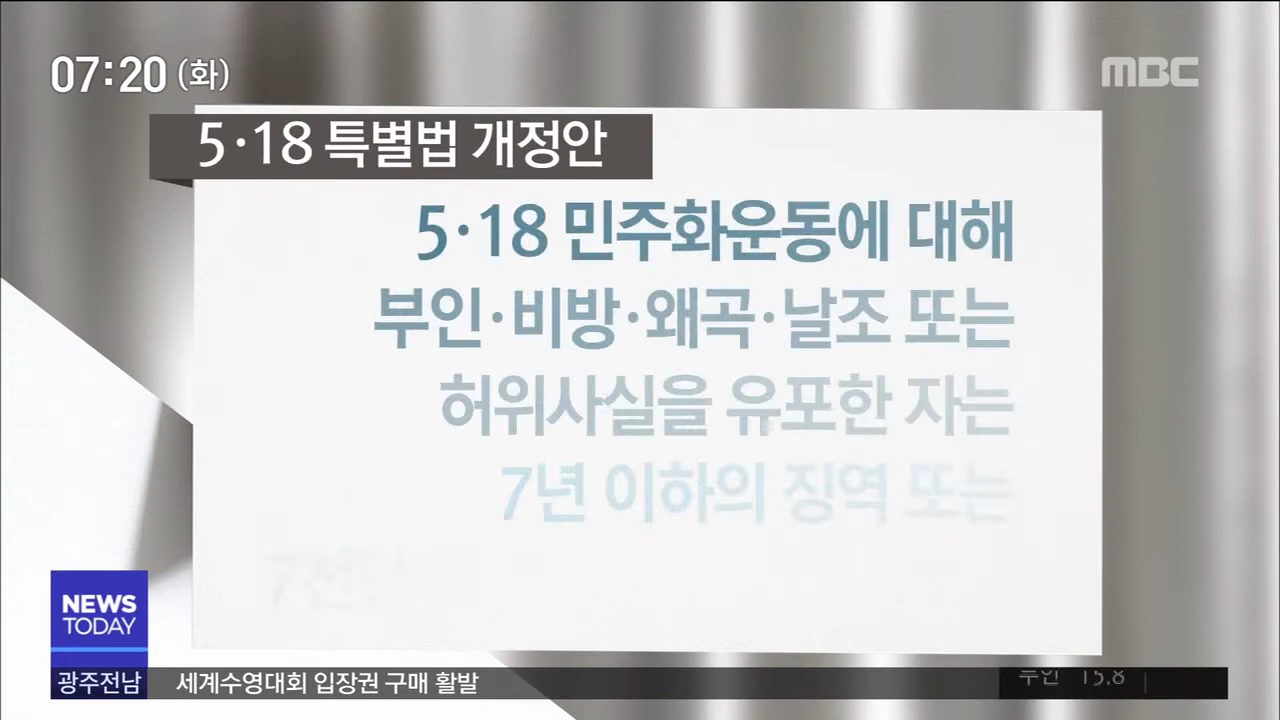 07:20 (화)
MBC
5·18 특별법 개정안
5·18 민주화운동에 대해
부인·비방·왜곡·날조 또는
허위사실을 유포한 자는
7년 이하의 징역 또는
NEWS
TODAY
광주전남 세계수영대회 입장권 구매 활발
15.8